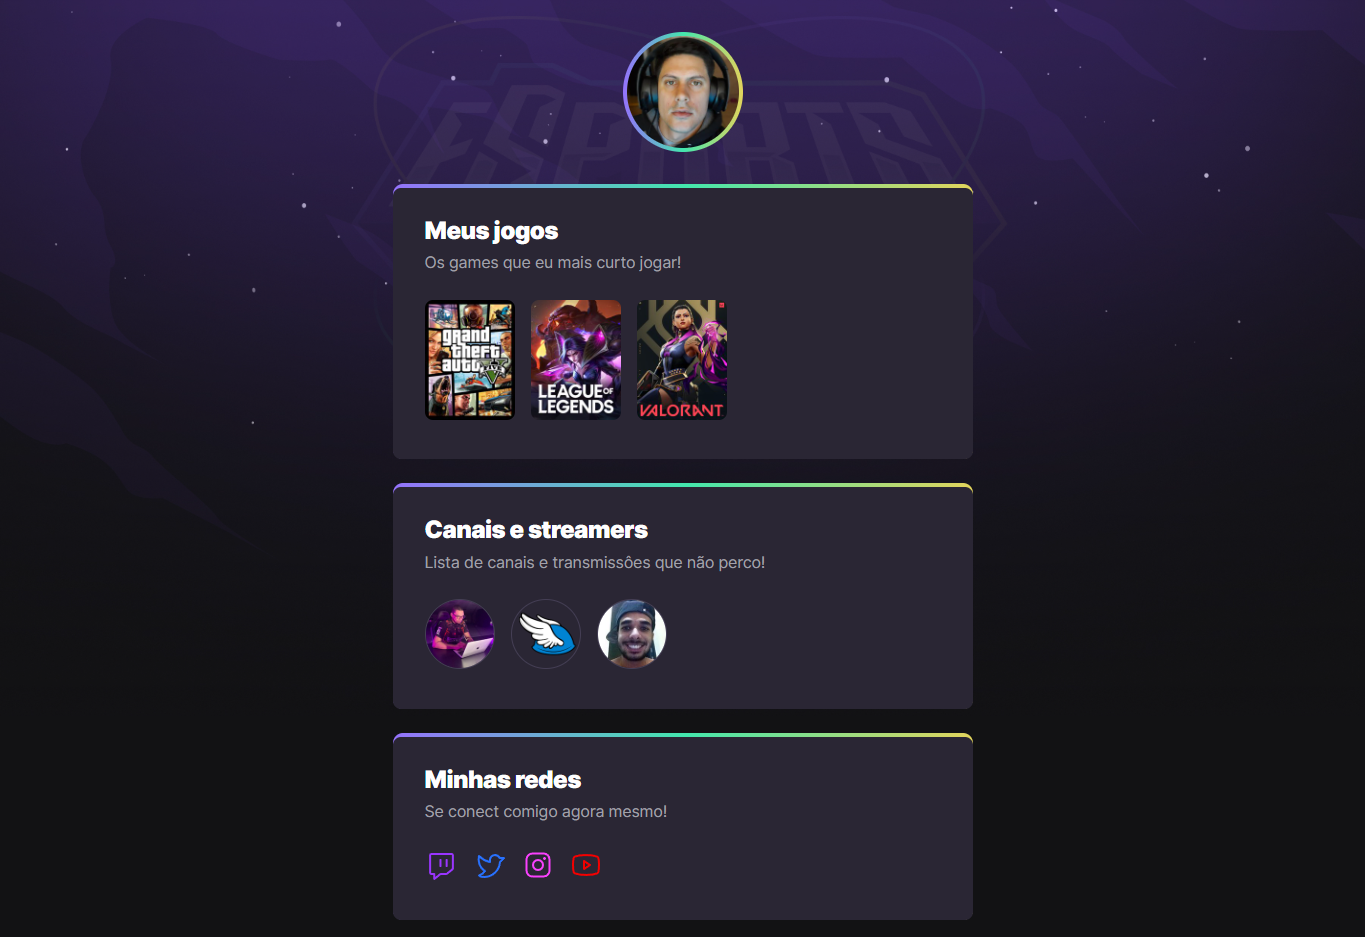 ESPORTS
Meus jogos
Os games que eu mais curto jogar!
grand
theft
auto
V
FIVE
LEAGUE OF
LEGENDS
VALORANT
Canais e streamers
Lista de canais e transmissões que não perco!
Minhas redes
Se conect comigo agora mesmo!